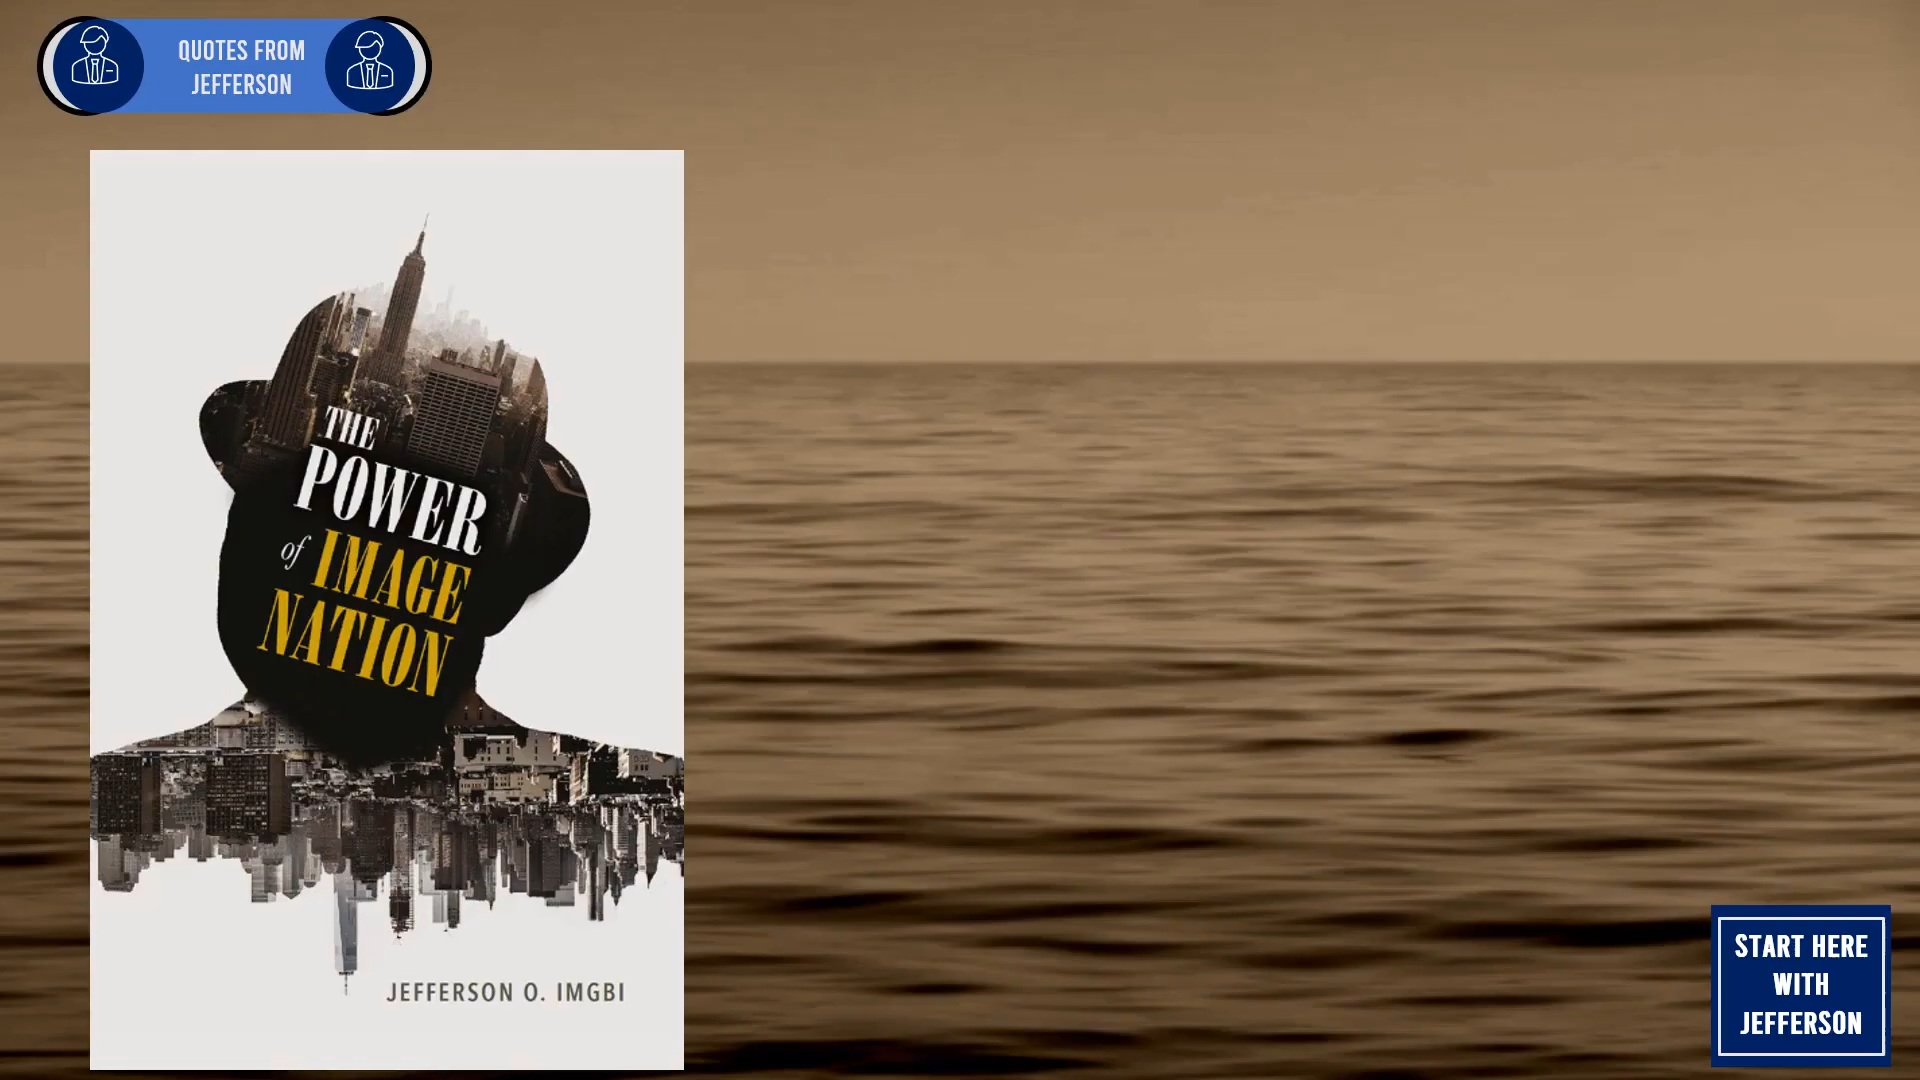 QUOTES FROM
JEFFERSON
THE
POWER
of IMAGE
NATION
JEFFERSON O. IMGBI
START HERE
WITH
JEFFERSON